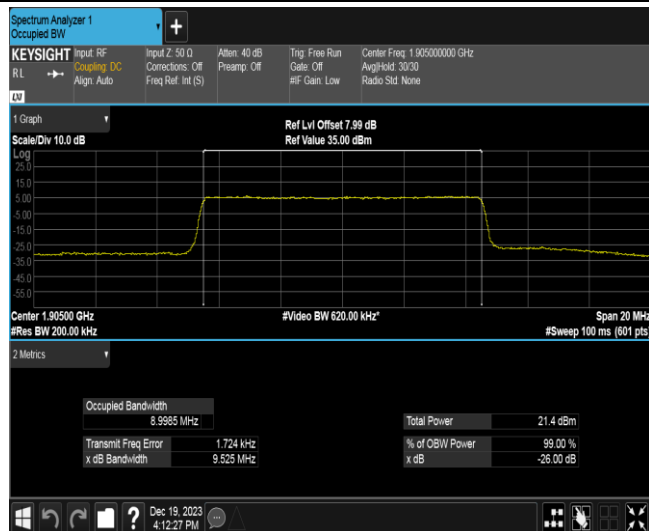 Spectrum Analyzer 1
Occupied BW
+
KEYSIGHT
RL
Input: RF
Coupling: DC
Align: Auto
Input Z: 50 Ω
Corrections: Off
Freq Ref: Int (S)
Atten: 40 dB
Preamp: Off
Trig: Free Run
Gate: Off
#IF Gain: Low
Center Freq: 1.905000000 GHz
Avg|Hold: 30/30
Radio Std: None
1 Graph
Scale/Div 10.0 dB
Ref Lvl Offset 7.99 dB
Ref Value 35.00 dBm
Log
25.0
15.0
5.00
-5.00
-15.0
-25.0
-35.0
-45.0
-55.0
Center 1.90500 GHz
#Video BW 620.00 kHz*
Span 20 MHz
#Res BW 200.00 kHz
#Sweep 100 ms (601 pts)
2 Metrics
Occupied Bandwidth
8.9985 MHz
Total Power 21.4 dBm
Transmit Freq Error 1.724 kHz
% of OBW Power 99.00 %
x dB Bandwidth 9.525 MHz
x dB -26.00 dB
?
Dec 19, 2023
4:12:27 PM